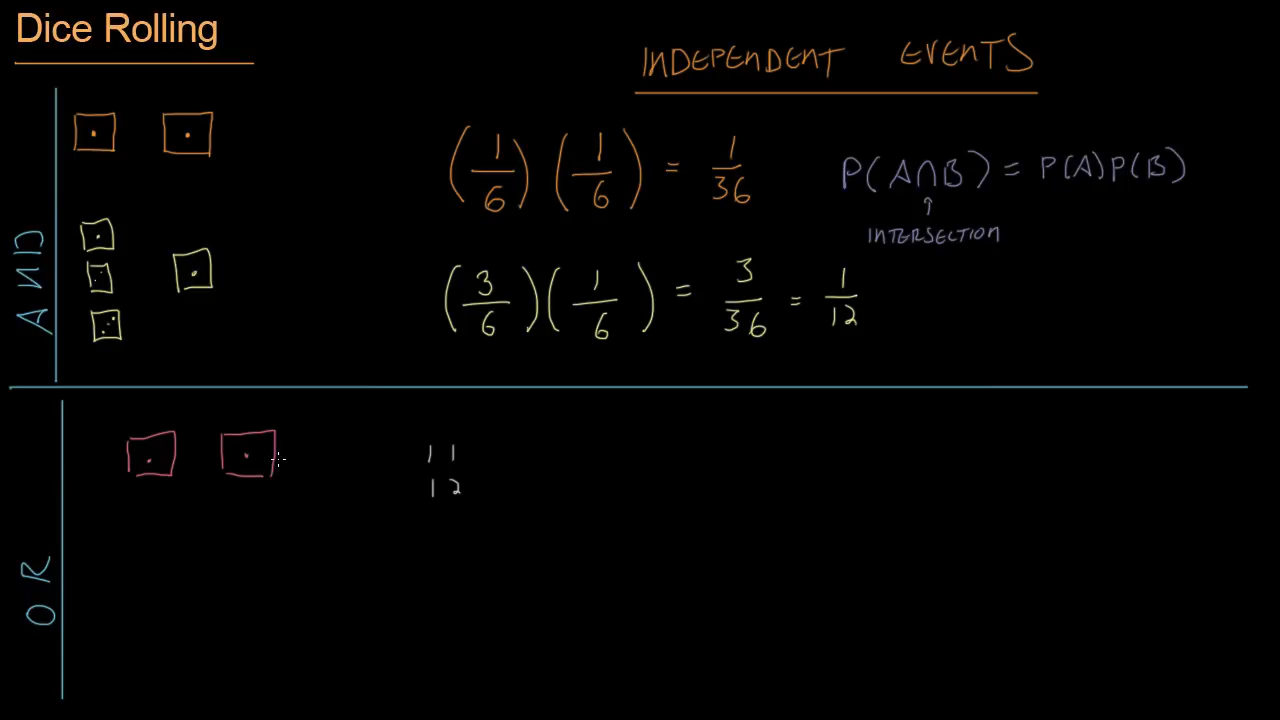 Dice Rolling
INDEPENDENT EVENTS
(1/6) (1/6) = 1/36
P(A∩B) = P(A)P(B)
↑
INTERSECTION
AND
(3/6)(1/6) = 3/36 = 1/12
OR
1 1
1 2